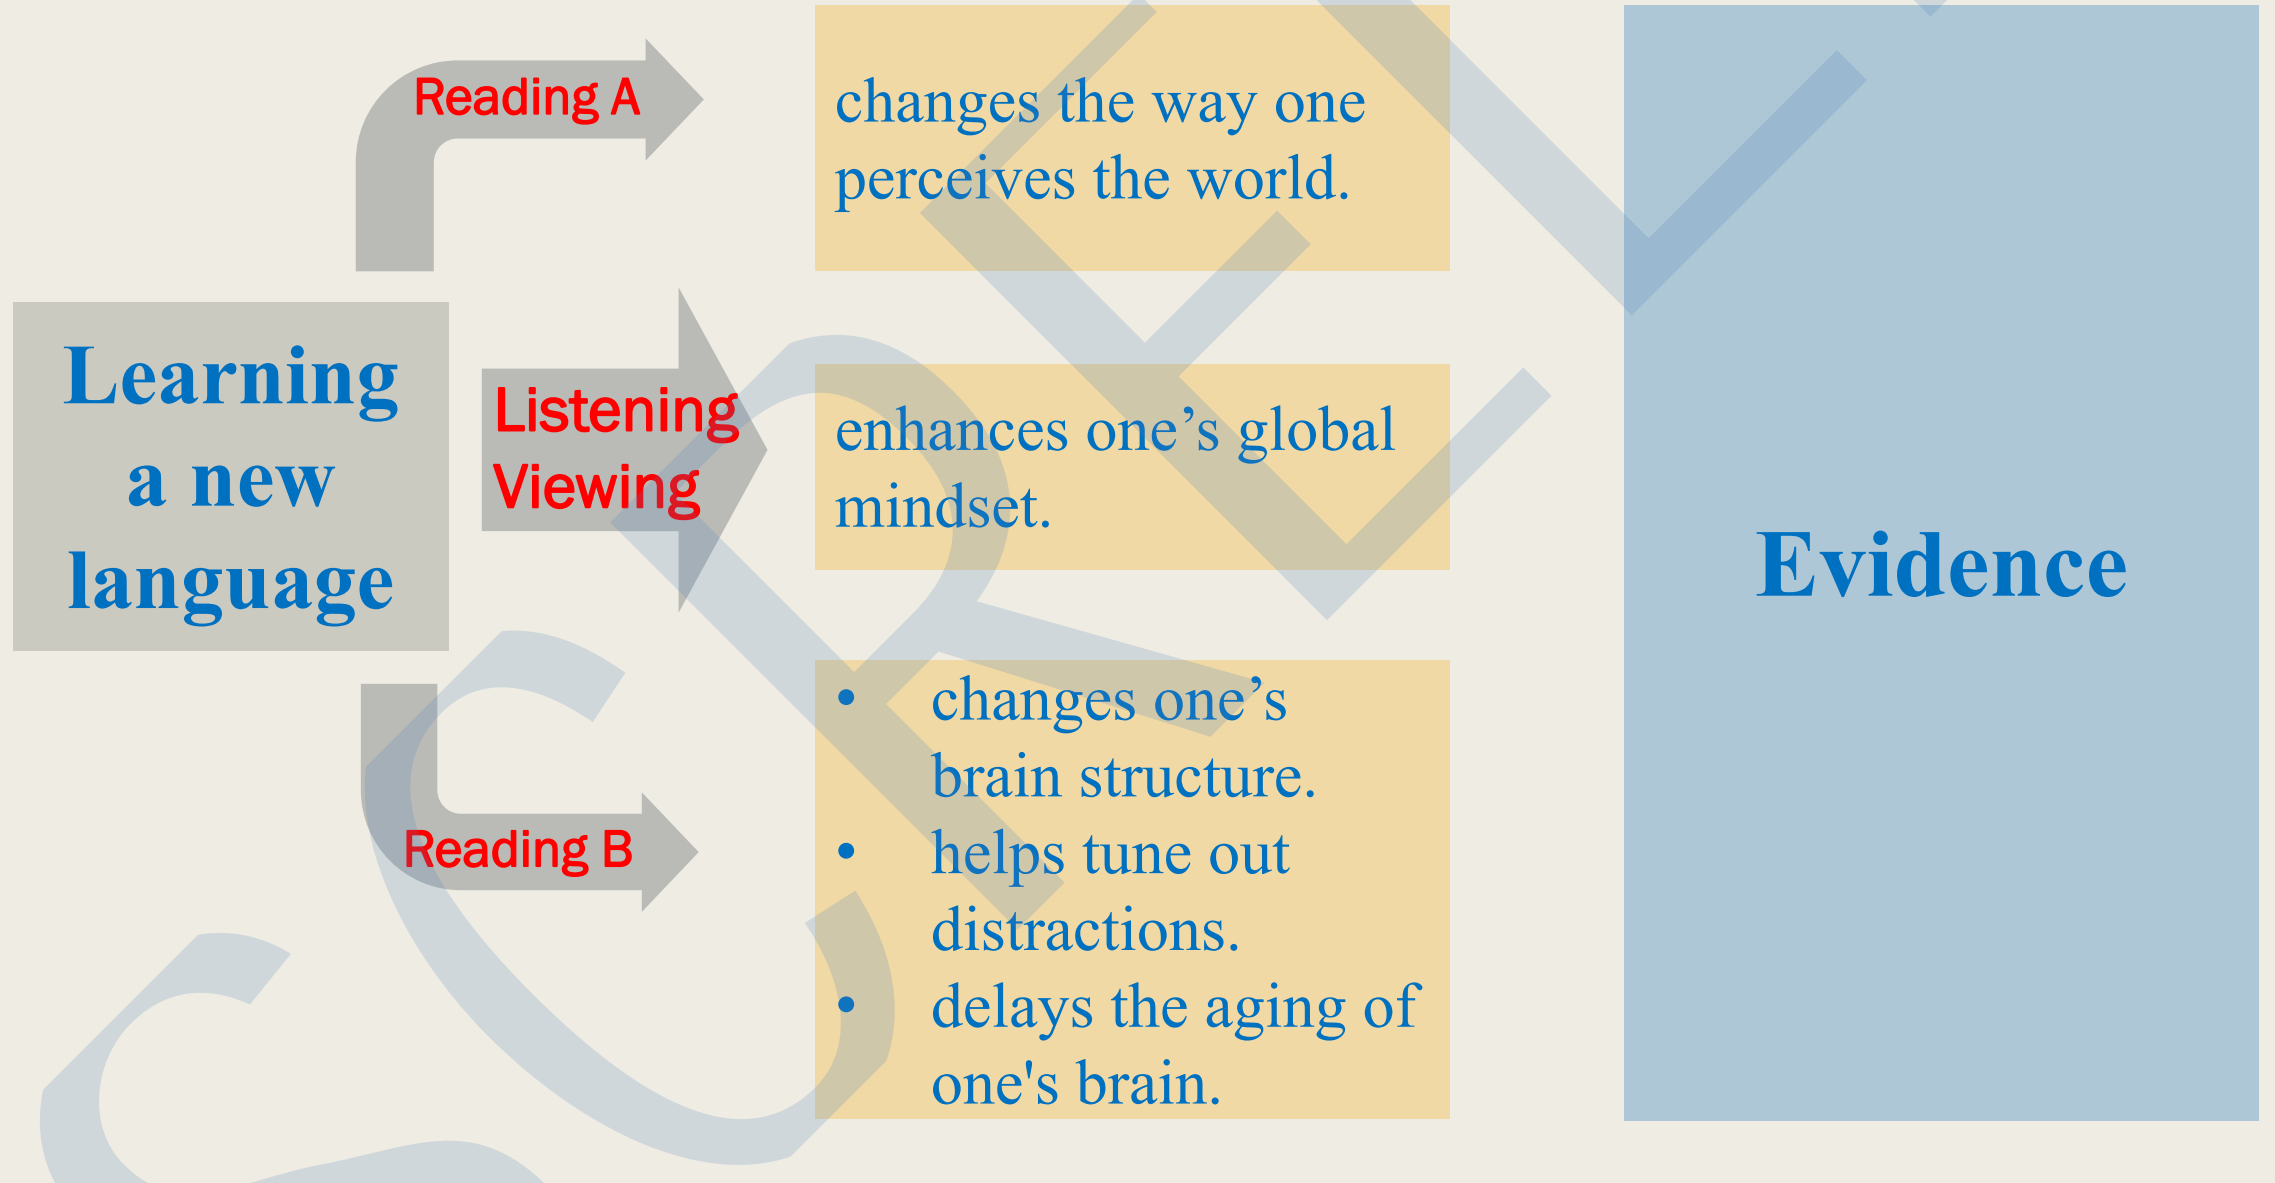 Reading A
changes the way one
perceives the world.
Learning
a new
language
Listening
Viewing
enhances one’s global
mindset.
Reading B
• changes one’s
brain structure.
• helps tune out
distractions.
• delays the aging of
one's brain.
Evidence